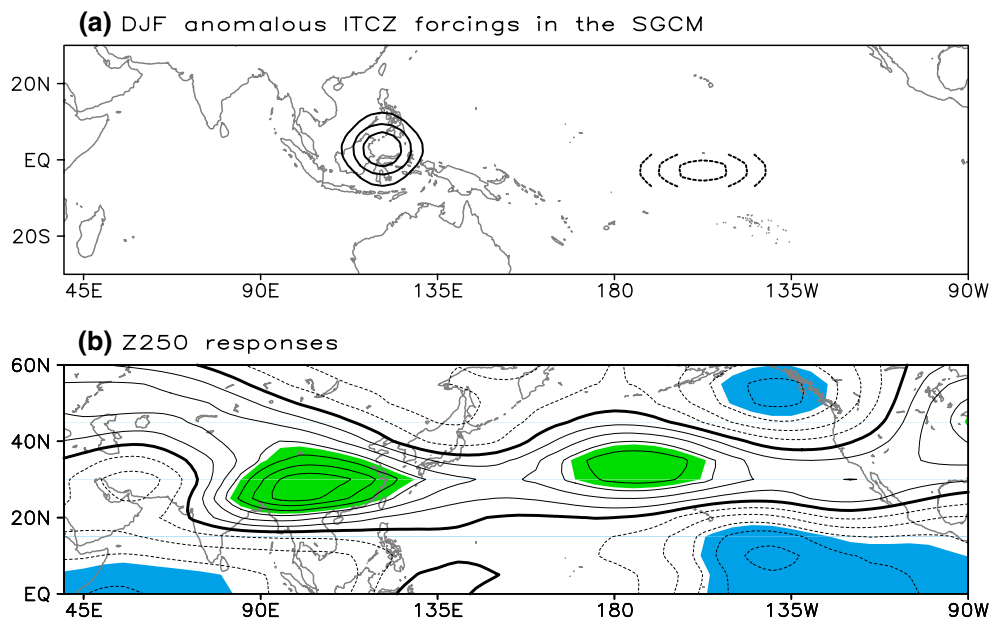 (a) DJF anomalous ITCZ forcings in the SGCM
20N
EQ
20S
45E 90E 135E 180 135W 90W
(b) Z250 responses
60N
40N
20N
EQ
45E 90E 135E 180 135W 90W